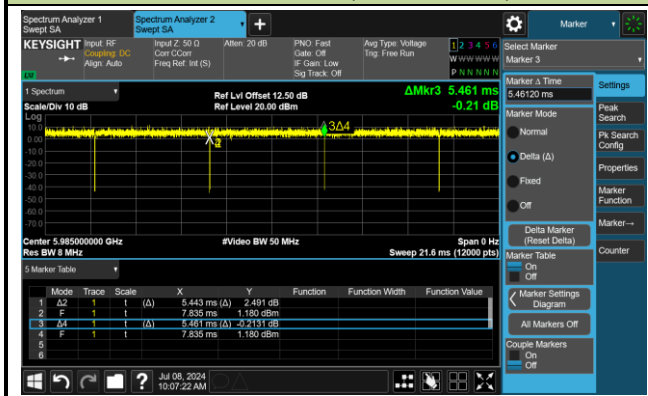 Spectrum Analyzer 1
Swept SA
Spectrum Analyzer 2
Swept SA
Marker
KEYSIGHT
Input: RF
Coupling: DC
Align: Auto
Input Z: 50 Ω
Corr CCorr
Freq Ref: Int (S)
Atten: 20 dB
PNO: Fast
Gate: Off
IF Gain: Low
Sig Track: Off
Avg Type: Voltage
Trig: Free Run
1 2 3 4 5 6
W W W W W W
P N N N N N
Select Marker
Marker 3
1 Spectrum
Scale/Div 10 dB
Ref Lvl Offset 12.50 dB
Ref Level 20.00 dBm
ΔMkr3 5.461 ms
-0.21 dB
Log
10.0
0.00
-10.0
-20.0
-30.0
-40.0
-50.0
-60.0
-70.0
3Δ4
Center 5.985000000 GHz
Res BW 8 MHz
#Video BW 50 MHz
Span 0 Hz
Sweep 21.6 ms (12000 pts)
5 Marker Table
Mode Trace Scale X Y Function Function Width Function Value
1 Δ2 1 t (Δ) 5.443 ms (Δ) 2.491 dB
2 F 1 t 7.835 ms 1.180 dBm
3 Δ4 1 t (Δ) 5.461 ms (Δ) -0.2131 dB
4 F 1 t 7.835 ms 1.180 dBm
5
6
Jul 08, 2024
10:07:22 AM
Marker Δ Time
5.46120 ms
Marker Mode
Normal
Delta (Δ)
Fixed
Off
Delta Marker
(Reset Delta)
Marker Table
On
Off
Marker Settings
Diagram
All Markers Off
Couple Markers
On
Off
Settings
Peak
Search
Pk Search
Config
Properties
Marker
Function
Marker→
Counter